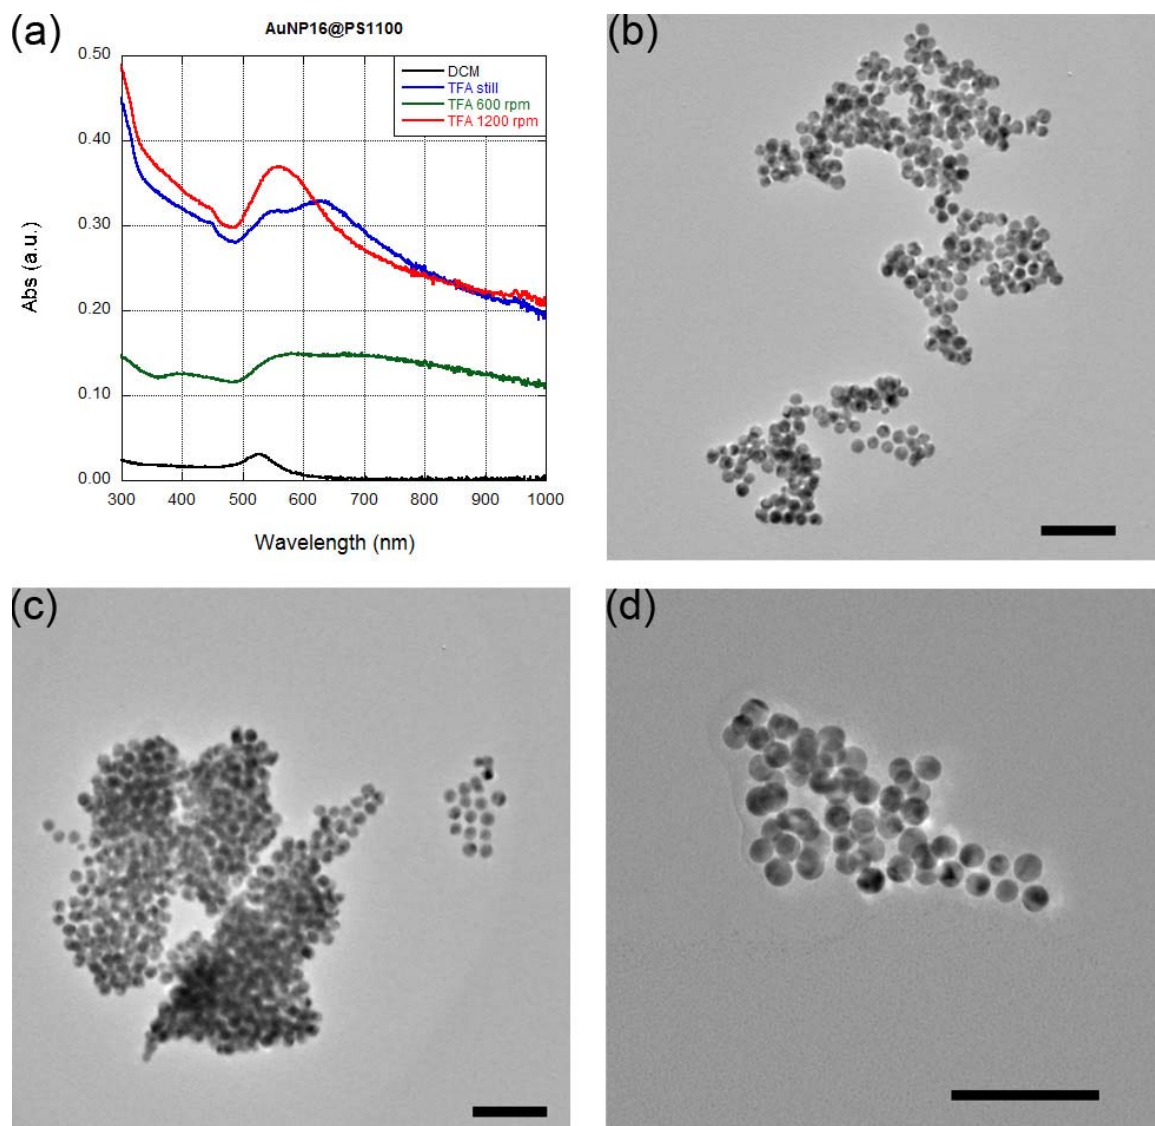 (a)
AuNP16@PS1100
0.50
0.40
0.30
0.20
0.10
0.00
Abs (a.u.)
DCM
TFA still
TFA 600 rpm
TFA 1200 rpm
300 400 500 600 700 800 900 1000
Wavelength (nm)
(b)
(c)
(d)